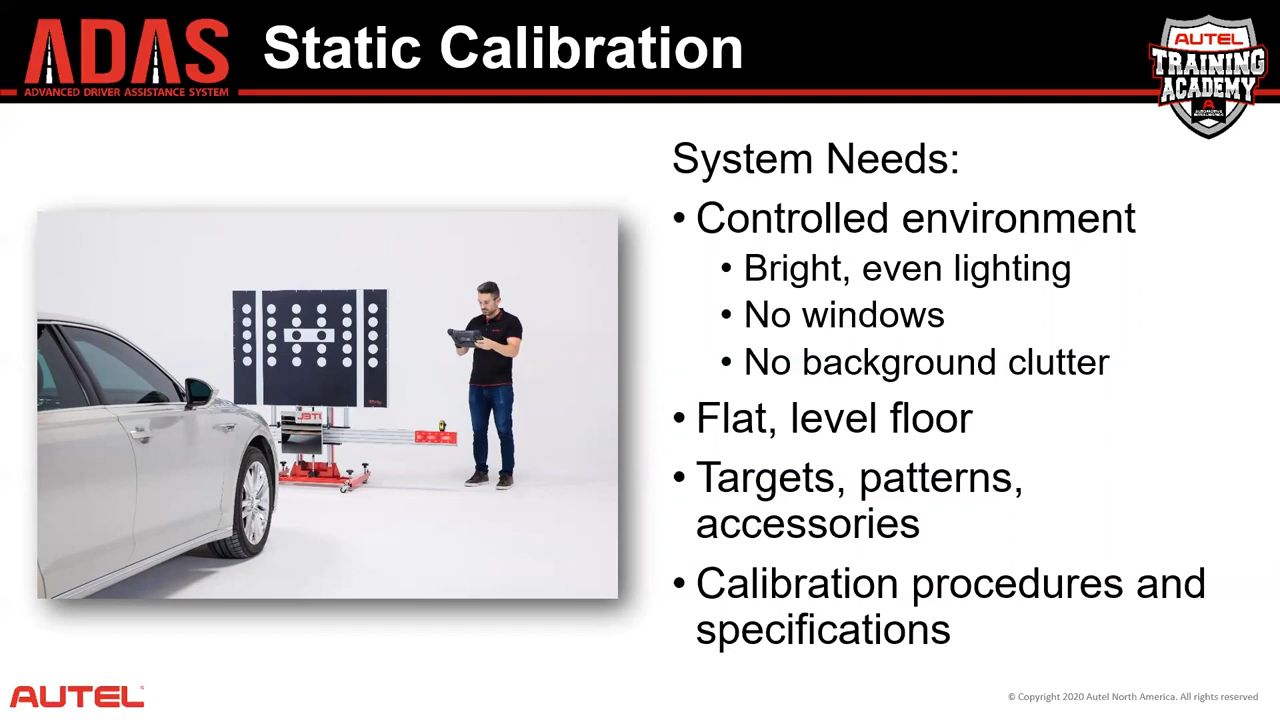 ADAS
ADVANCED DRIVER ASSISTANCE SYSTEM
Static Calibration
AUTEL
TRAINING
ACADEMY
System Needs:
• Controlled environment
• Bright, even lighting
• No windows
• No background clutter
• Flat, level floor
• Targets, patterns,
accessories
• Calibration procedures and
specifications
AUTEL
© Copyright 2020 Autel North America. All rights reserved